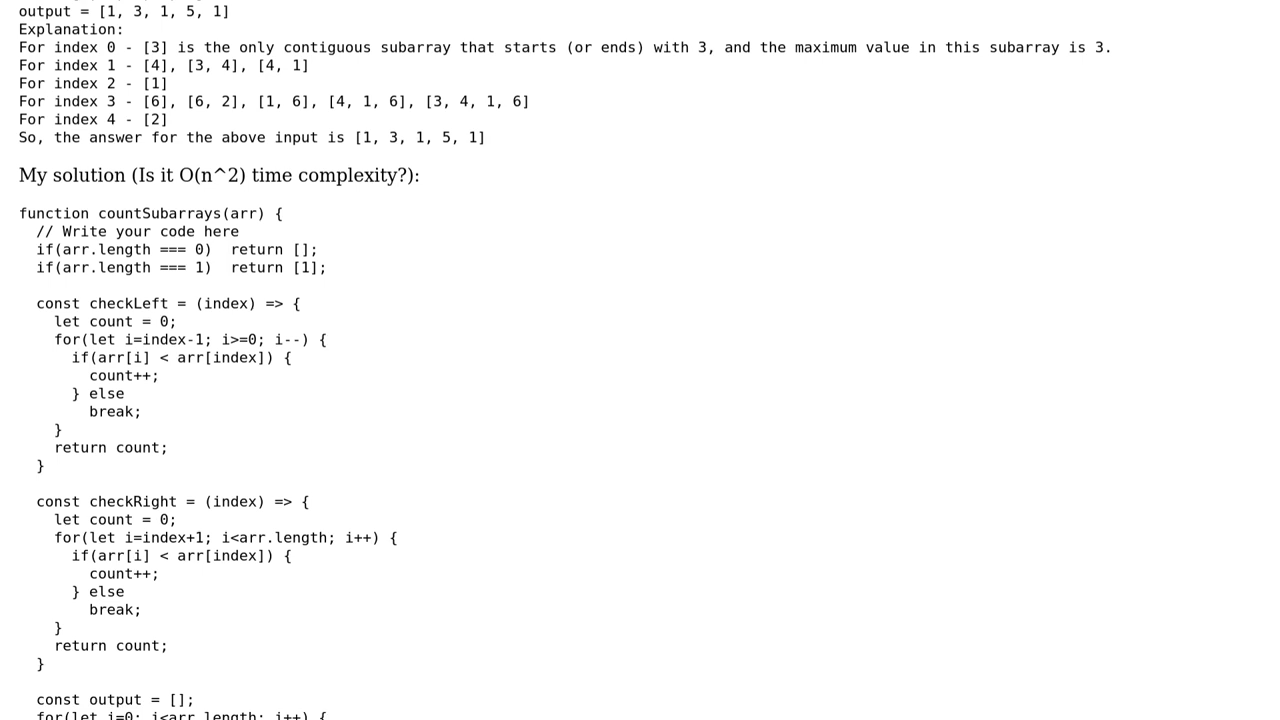 output = [1, 3, 1, 5, 1]
Explanation:
For index 0 - [3] is the only contiguous subarray that starts (or ends) with 3, and the maximum value in this subarray is 3.
For index 1 - [4], [3, 4], [4, 1]
For index 2 - [1]
For index 3 - [6], [6, 2], [1, 6], [4, 1, 6], [3, 4, 1, 6]
For index 4 - [2]
So, the answer for the above input is [1, 3, 1, 5, 1]
My solution (Is it O(n^2) time complexity?):
function countSubarrays(arr) {
  // Write your code here
  if(arr.length === 0)  return [];
  if(arr.length === 1)  return [1];
  const checkLeft = (index) => {
    let count = 0;
    for(let i=index-1; i>=0; i--) {
      if(arr[i] < arr[index]) {
        count++;
      } else
        break;
    }
    return count;
  }
  const checkRight = (index) => {
    let count = 0;
    for(let i=index+1; i<arr.length; i++) {
      if(arr[i] < arr[index]) {
        count++;
      } else
        break;
    }
    return count;
  }
  const output = [];
  for(let i=0; i<arr.length; i++) {